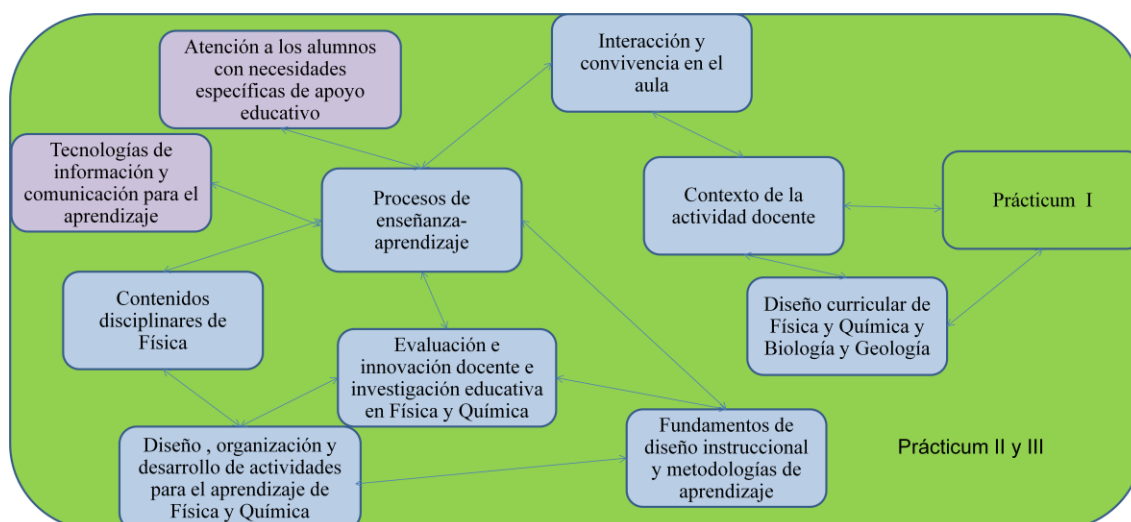 Atención a los alumnos
con necesidades
específicas de apoyo
educativo
Interacción y
convivencia en el
aula
Tecnologías de
información y
comunicación para el
aprendizaje
Procesos de
enseñanza-
aprendizaje
Contexto de la
actividad docente
Prácticum I
Contenidos
disciplinares de
Física
Diseño curricular de
Física y Química y
Biología y Geología
Evaluación e
innovación docente e
investigación educativa
en Física y Química
Diseño , organización y
desarrollo de actividades
para el aprendizaje de
Física y Química
Fundamentos de
diseño instruccional
y metodologías de
aprendizaje
Prácticum II y III